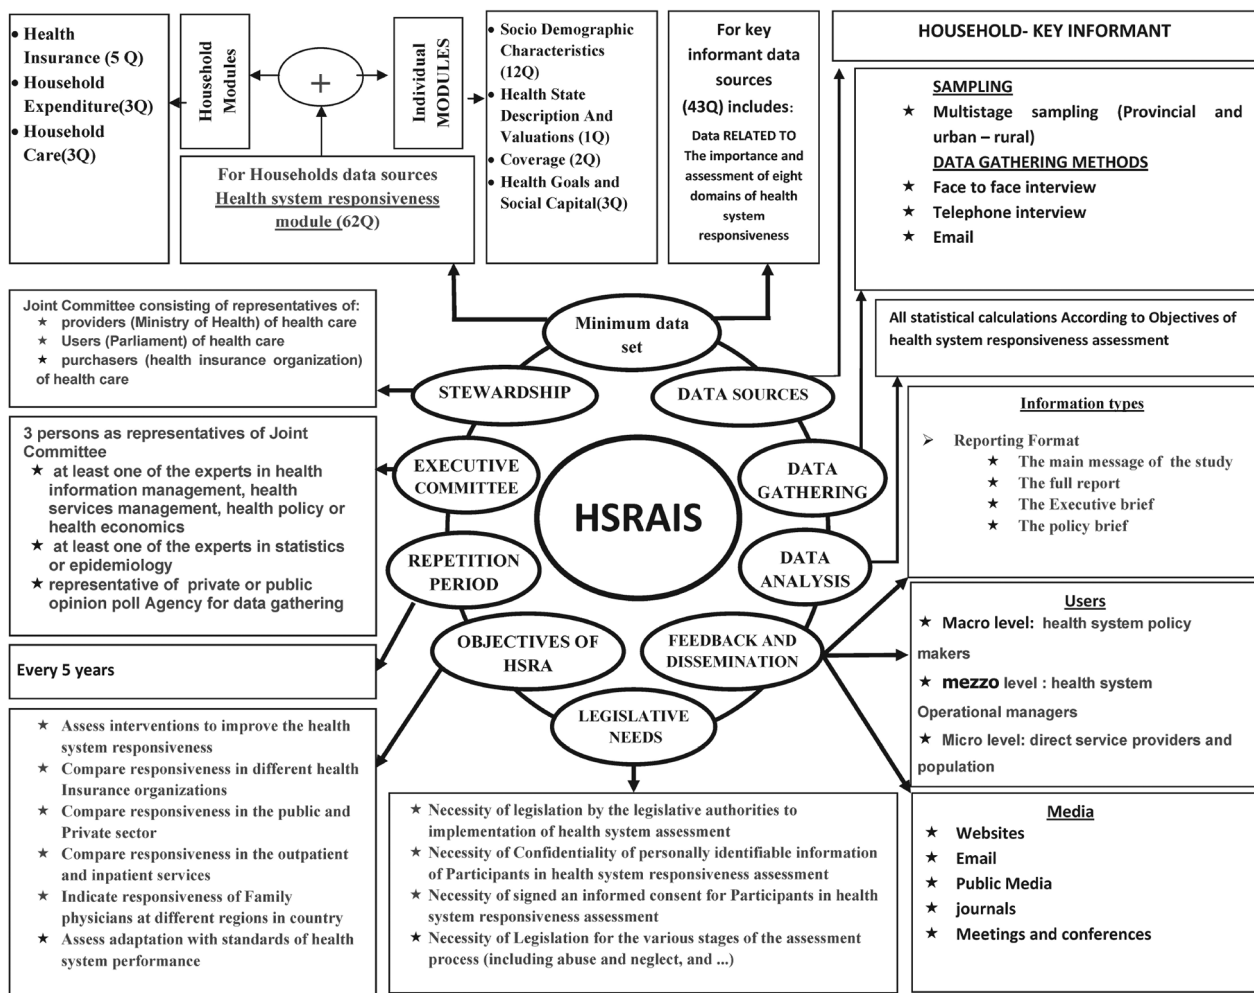 • Health
Insurance (5 Q)
• Household
Expenditure(3Q)
• Household
Care(3Q)
Household
Modules
+
Individual
MODULES
For Households data sources
Health system responsiveness
module (62Q)
• Socio Demographic
Characteristics
(12Q)
• Health State
Description And
Valuations (1Q)
• Coverage (2Q)
• Health Goals and
Social Capital(3Q)
For key
informant data
sources
(43Q) includes:
Data RELATED TO
The importance and
assessment of eight
domains of health
system
responsiveness
HOUSEHOLD- KEY INFORMANT
SAMPLING
★ Multistage sampling (Provincial and
urban – rural)
DATA GATHERING METHODS
★ Face to face interview
★ Telephone interview
★ Email
All statistical calculations According to Objectives of
health system responsiveness assessment
Information types
➢ Reporting Format
★ The main message of the study
★ The full report
★ The Executive brief
★ The policy brief
Users
★ Macro level: health system policy
makers
★ mezzo level : health system
Operational managers
★ Micro level: direct service providers and
population
Media
★ Websites
★ Email
★ Public Media
★ journals
★ Meetings and conferences
Joint Committee consisting of representatives of:
★ providers (Ministry of Health) of health care
★ Users (Parliament) of health care
★ purchasers (health insurance organization)
of health care
3 persons as representatives of Joint
Committee
★ at least one of the experts in health
information management, health
services management, health policy or
health economics
★ at least one of the experts in statistics
or epidemiology
★ representative of private or public
opinion poll Agency for data gathering
Every 5 years
★ Assess interventions to improve the health
system responsiveness
★ Compare responsiveness in different health
Insurance organizations
★ Compare responsiveness in the public and
Private sector
★ Compare responsiveness in the outpatient
and inpatient services
★ Indicate responsiveness of Family
physicians at different regions in country
★ Assess adaptation with standards of health
system performance
★ Necessity of legislation by the legislative authorities to
implementation of health system assessment
★ Necessity of Confidentiality of personally identifiable information
of Participants in health system responsiveness assessment
★ Necessity of signed an informed consent for Participants in health
system responsiveness assessment
★ Necessity of Legislation for the various stages of the assessment
process (including abuse and neglect, and ...)
Minimum data
set
STEWARDSHIP
DATA SOURCES
EXECUTIVE
COMMITTEE
DATA
GATHERING
HSRAIS
REPETITION
PERIOD
DATA
ANALYSIS
OBJECTIVES OF
HSRA
FEEDBACK AND
DISSEMINATION
LEGISLATIVE
NEEDS